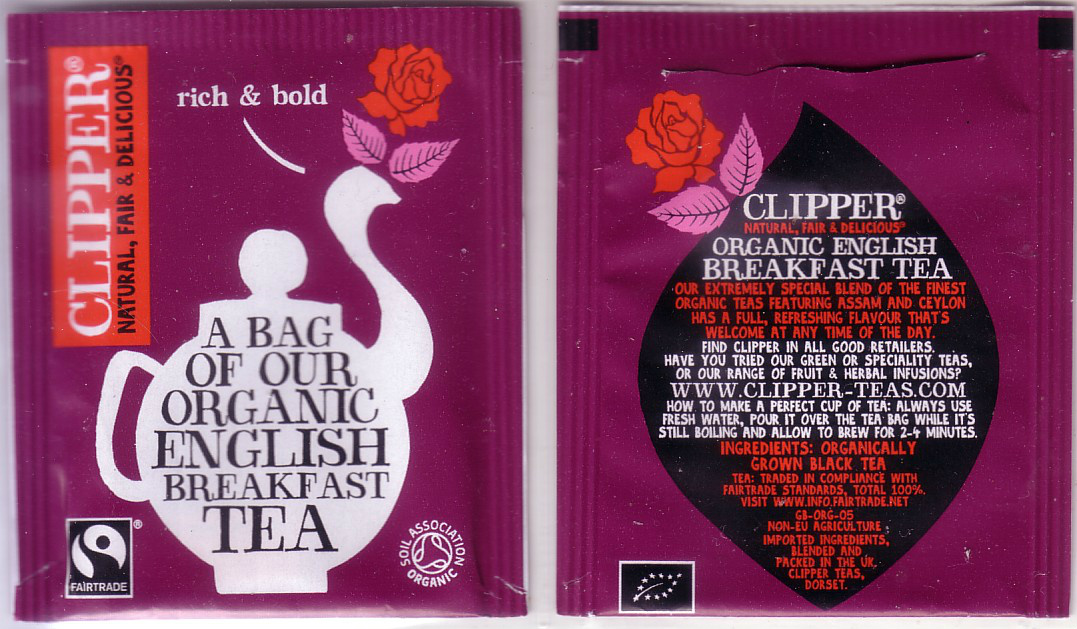 CLIPPER®
NATURAL, FAIR & DELICIOUS®
rich & bold
A BAG
OF OUR
ORGANIC
ENGLISH
BREAKFAST
TEA
FAIRTRADE
®
SOIL ASSOCIATION
ORGANIC
CLIPPER®
NATURAL, FAIR & DELICIOUS®
ORGANIC ENGLISH
BREAKFAST TEA
OUR EXTREMELY SPECIAL BLEND OF THE FINEST
ORGANIC TEAS FEATURING ASSAM AND CEYLON
HAS A FULL, REFRESHING FLAVOUR THAT'S
WELCOME AT ANY TIME OF THE DAY.
FIND CLIPPER IN ALL GOOD RETAILERS.
HAVE YOU TRIED OUR GREEN OR SPECIALITY TEAS,
OR OUR RANGE OF FRUIT & HERBAL INFUSIONS?
WWW.CLIPPER-TEAS.COM
HOW TO MAKE A PERFECT CUP OF TEA: ALWAYS USE
FRESH WATER, POUR IT OVER THE TEA BAG WHILE IT'S
STILL BOILING AND ALLOW TO BREW FOR 2-4 MINUTES.
INGREDIENTS: ORGANICALLY
GROWN BLACK TEA
TEA: TRADED IN COMPLIANCE WITH
FAIRTRADE STANDARDS, TOTAL 100%.
VISIT WWW.INFO.FAIRTRADE.NET
GB-ORG-05
NON-EU AGRICULTURE
IMPORTED INGREDIENTS,
BLENDED AND
PACKED IN THE UK.
CLIPPER TEAS,
DORSET.